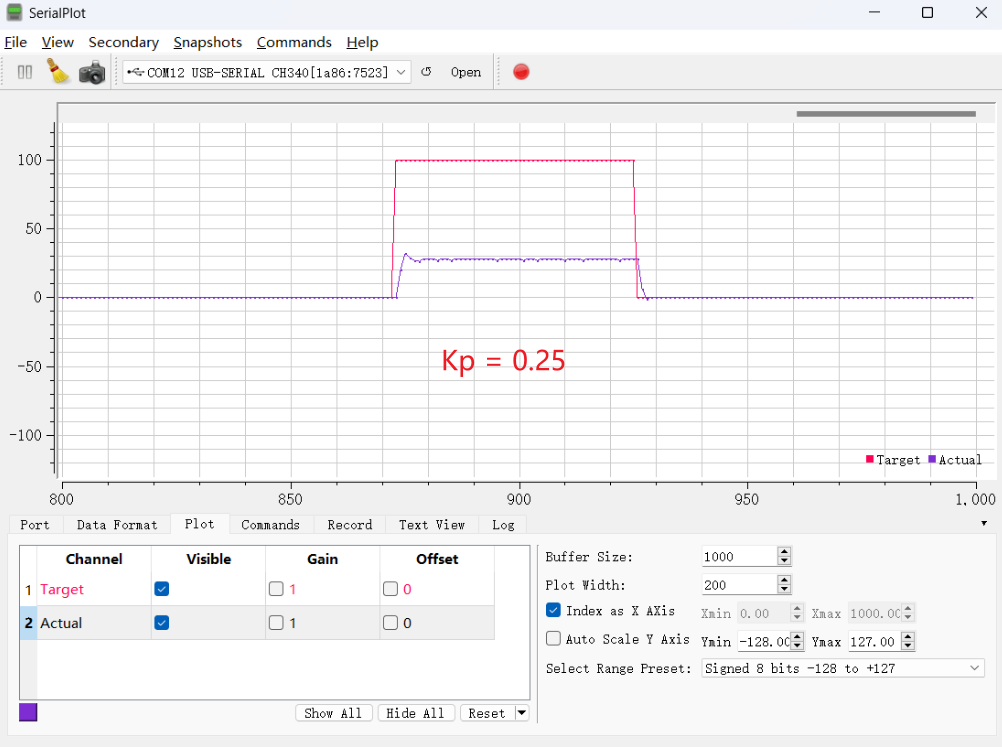 SerialPlot
File View Secondary Snapshots Commands Help
COM12 USB-SERIAL CH340[1a86:7523] Open
100
50
0
-50
-100
Kp = 0.25
Target Actual
800 850 900 950 1,000
Port Data Format Plot Commands Record Text View Log
Channel Visible Gain Offset
1 Target 1 0
2 Actual 1 0
Show All Hide All Reset
Buffer Size: 1000
Plot Width: 200
Index as X AXis Xmin 0.00 Xmax 1000.00
Auto Scale Y Axis Ymin -128.00 Ymax 127.00
Select Range Preset: Signed 8 bits -128 to +127